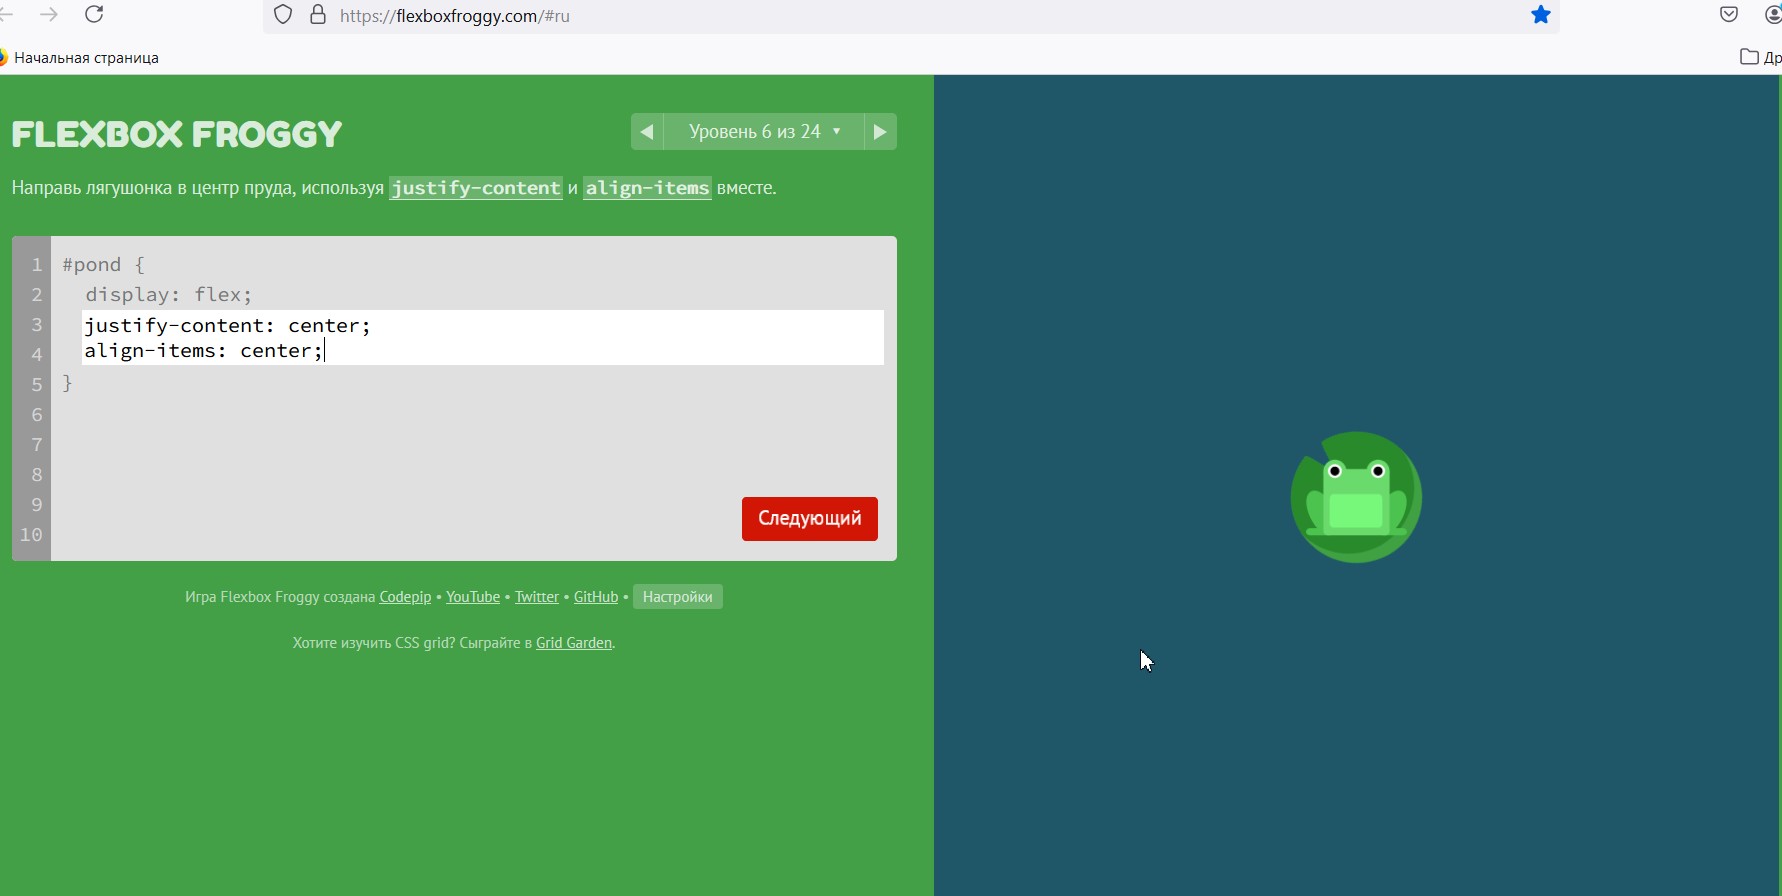 https://flexboxfroggy.com/#ru
Начальная страница
Др
FLEXBOX FROGGY
Уровень 6 из 24 ▼
Направь лягушонка в центр пруда, используя justify-content и align-items вместе.
1 #pond {
2 display: flex;
3 justify-content: center;
4 align-items: center;
5 }
6
7
8
9
10
Следующий
Игра Flexbox Froggy создана Codepip • YouTube • Twitter • GitHub • Настройки
Хотите изучить CSS grid? Сыграйте в Grid Garden.